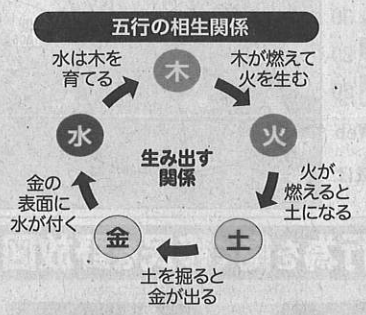 五行の相生関係
木
木が燃えて
火を生む
火
火が
燃えると
土になる
土
土を掘ると
金が出る
金
金の
表面に
水が付く
水
水は木を
育てる
生み出す
関係